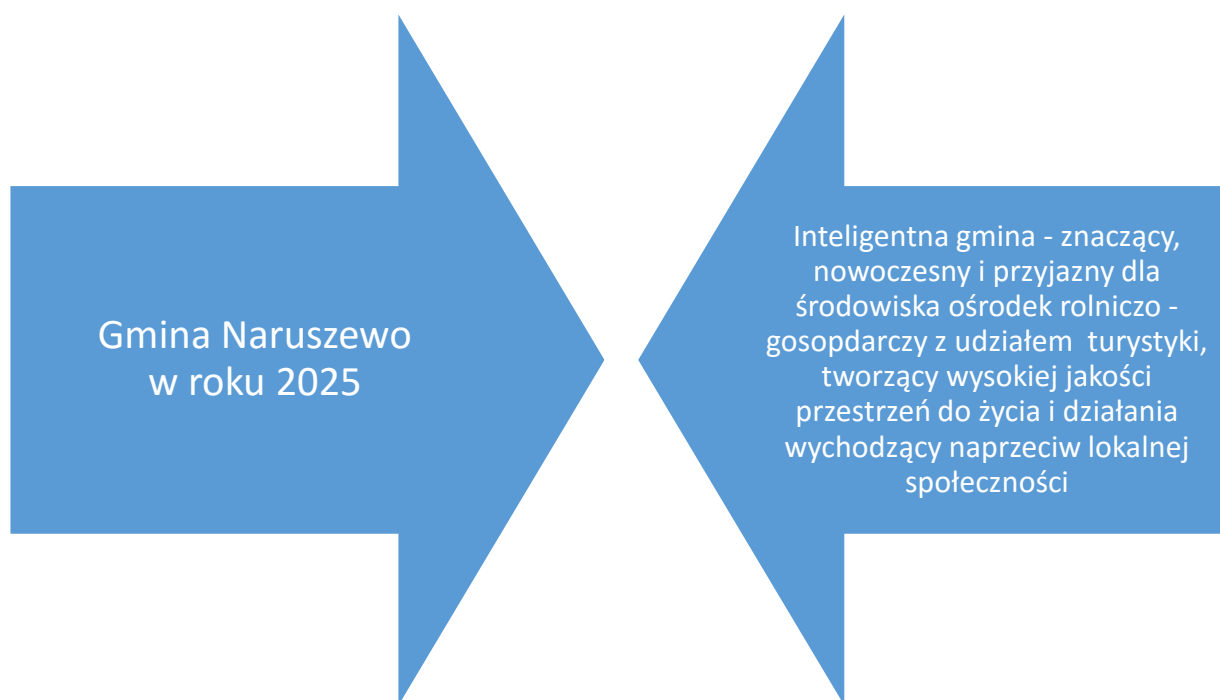 Gmina Naruszewo
w roku 2025
Inteligentna gmina - znaczący,
nowoczesny i przyjazny dla
środowiska ośrodek rolniczo -
gosopdarczy z udziałem  turystyki,
tworzący wysokiej jakości
przestrzeń do życia i działania
wychodzący naprzeciw lokalnej
społeczności